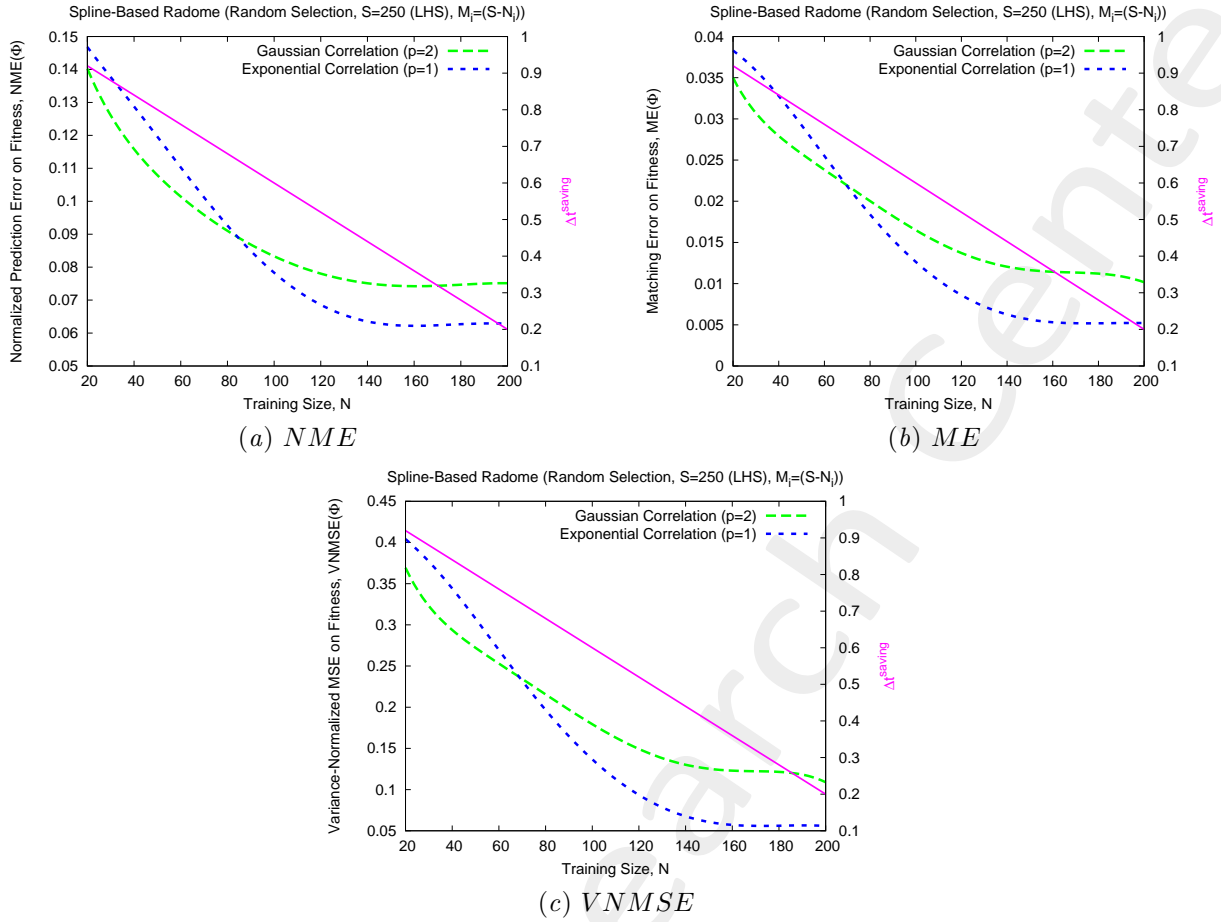 Spline-Based Radome (Random Selection, S=250 (LHS), Mi=(S-Ni))
Normalized Prediction Error on Fitness, NME(Φ)
0.15
0.14
0.13
0.12
0.11
0.1
0.09
0.08
0.07
0.06
0.05
Gaussian Correlation (p=2)
Exponential Correlation (p=1)
1
0.9
0.8
0.7
0.6
0.5
0.4
0.3
0.2
0.1
Δt^saving
20 40 60 80 100 120 140 160 180 200
Training Size, N
(a) NME
Spline-Based Radome (Random Selection, S=250 (LHS), Mi=(S-Ni))
Matching Error on Fitness, ME(Φ)
0.04
0.035
0.03
0.025
0.02
0.015
0.01
0.005
0
Gaussian Correlation (p=2)
Exponential Correlation (p=1)
1
0.9
0.8
0.7
0.6
0.5
0.4
0.3
0.2
0.1
Δt^saving
20 40 60 80 100 120 140 160 180 200
Training Size, N
(b) ME
Spline-Based Radome (Random Selection, S=250 (LHS), Mi=(S-Ni))
Variance-Normalized MSE on Fitness, VNMSE(Φ)
0.45
0.4
0.35
0.3
0.25
0.2
0.15
0.1
0.05
Gaussian Correlation (p=2)
Exponential Correlation (p=1)
1
0.9
0.8
0.7
0.6
0.5
0.4
0.3
0.2
0.1
Δt^saving
20 40 60 80 100 120 140 160 180 200
Training Size, N
(c) VNMSE